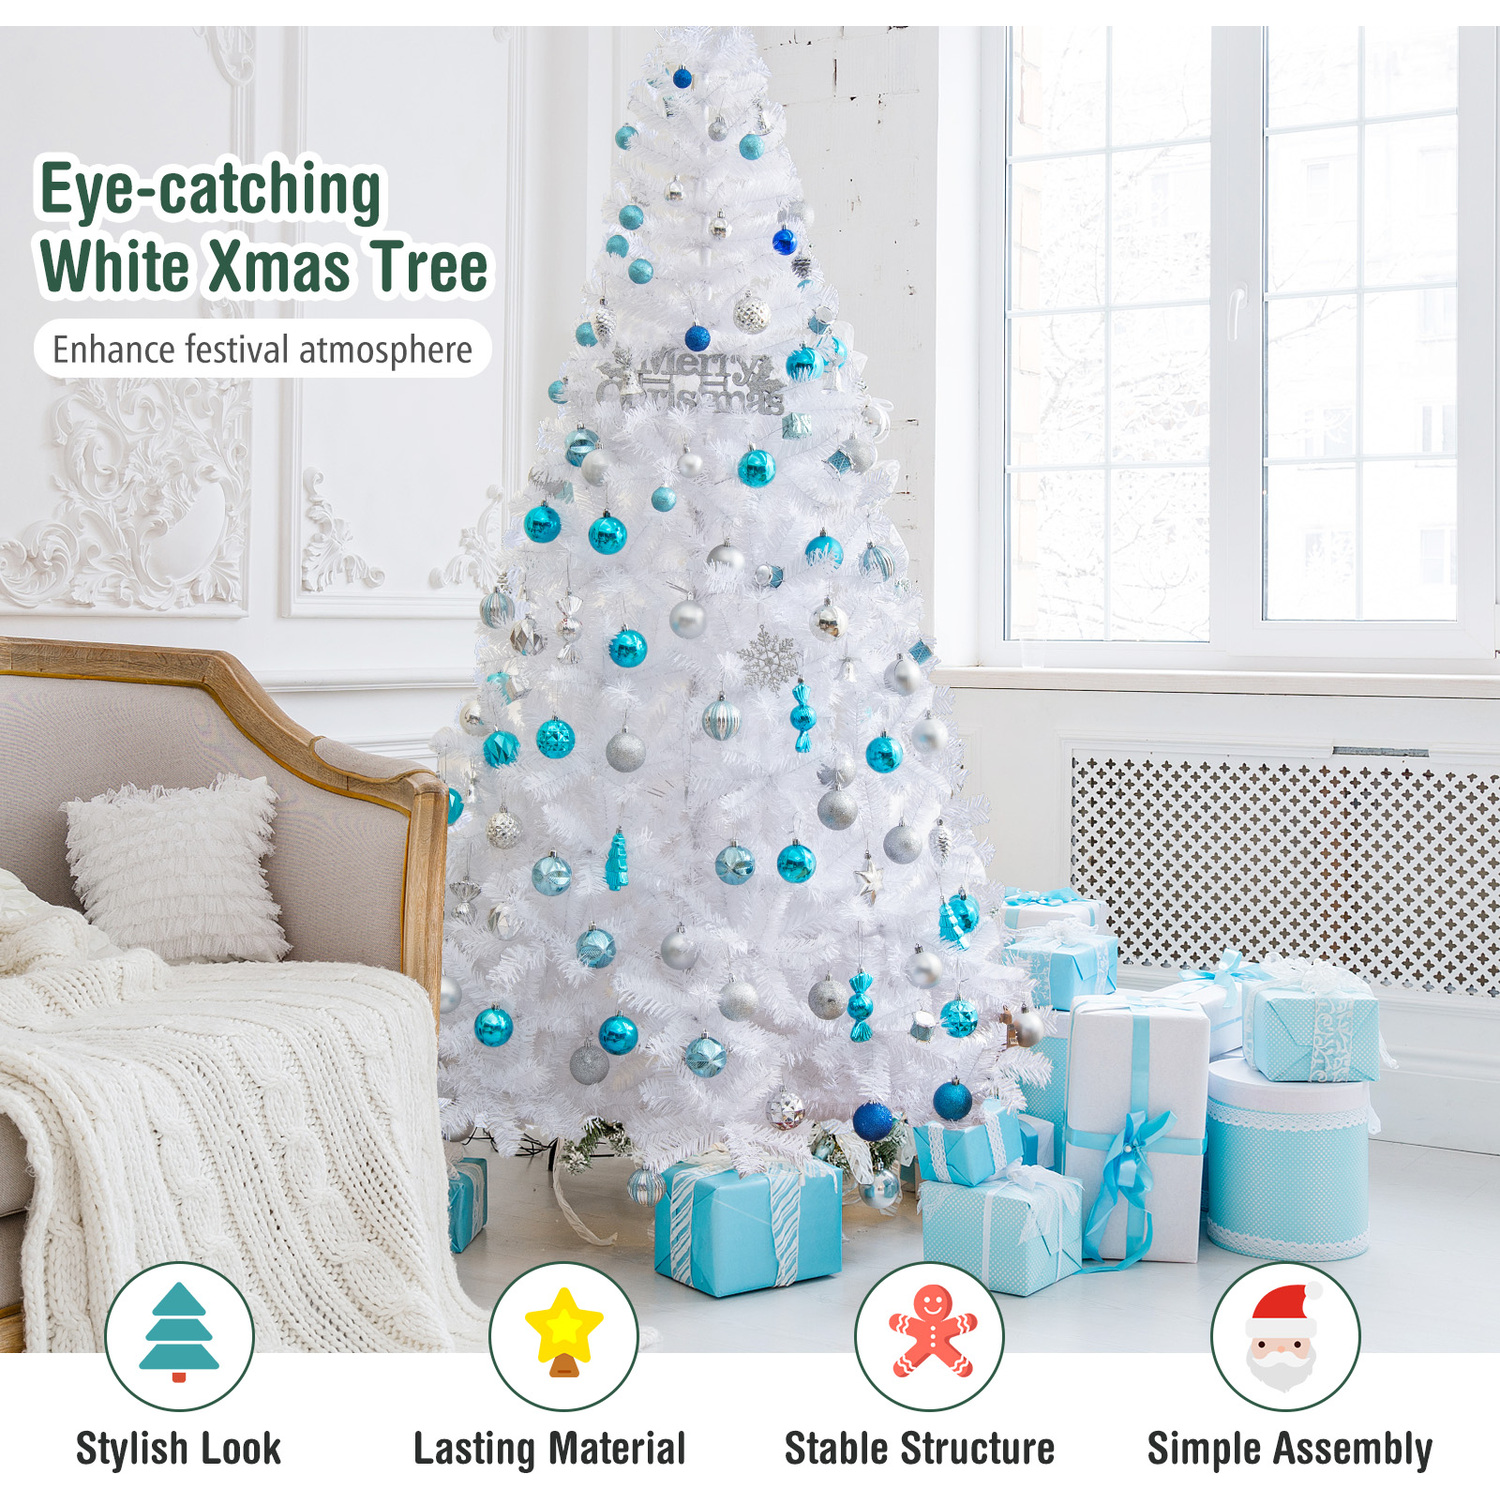 Eye-catching
White Xmas Tree
Enhance festival atmosphere
Merry
Christmas
Stylish Look
Lasting Material
Stable Structure
Simple Assembly